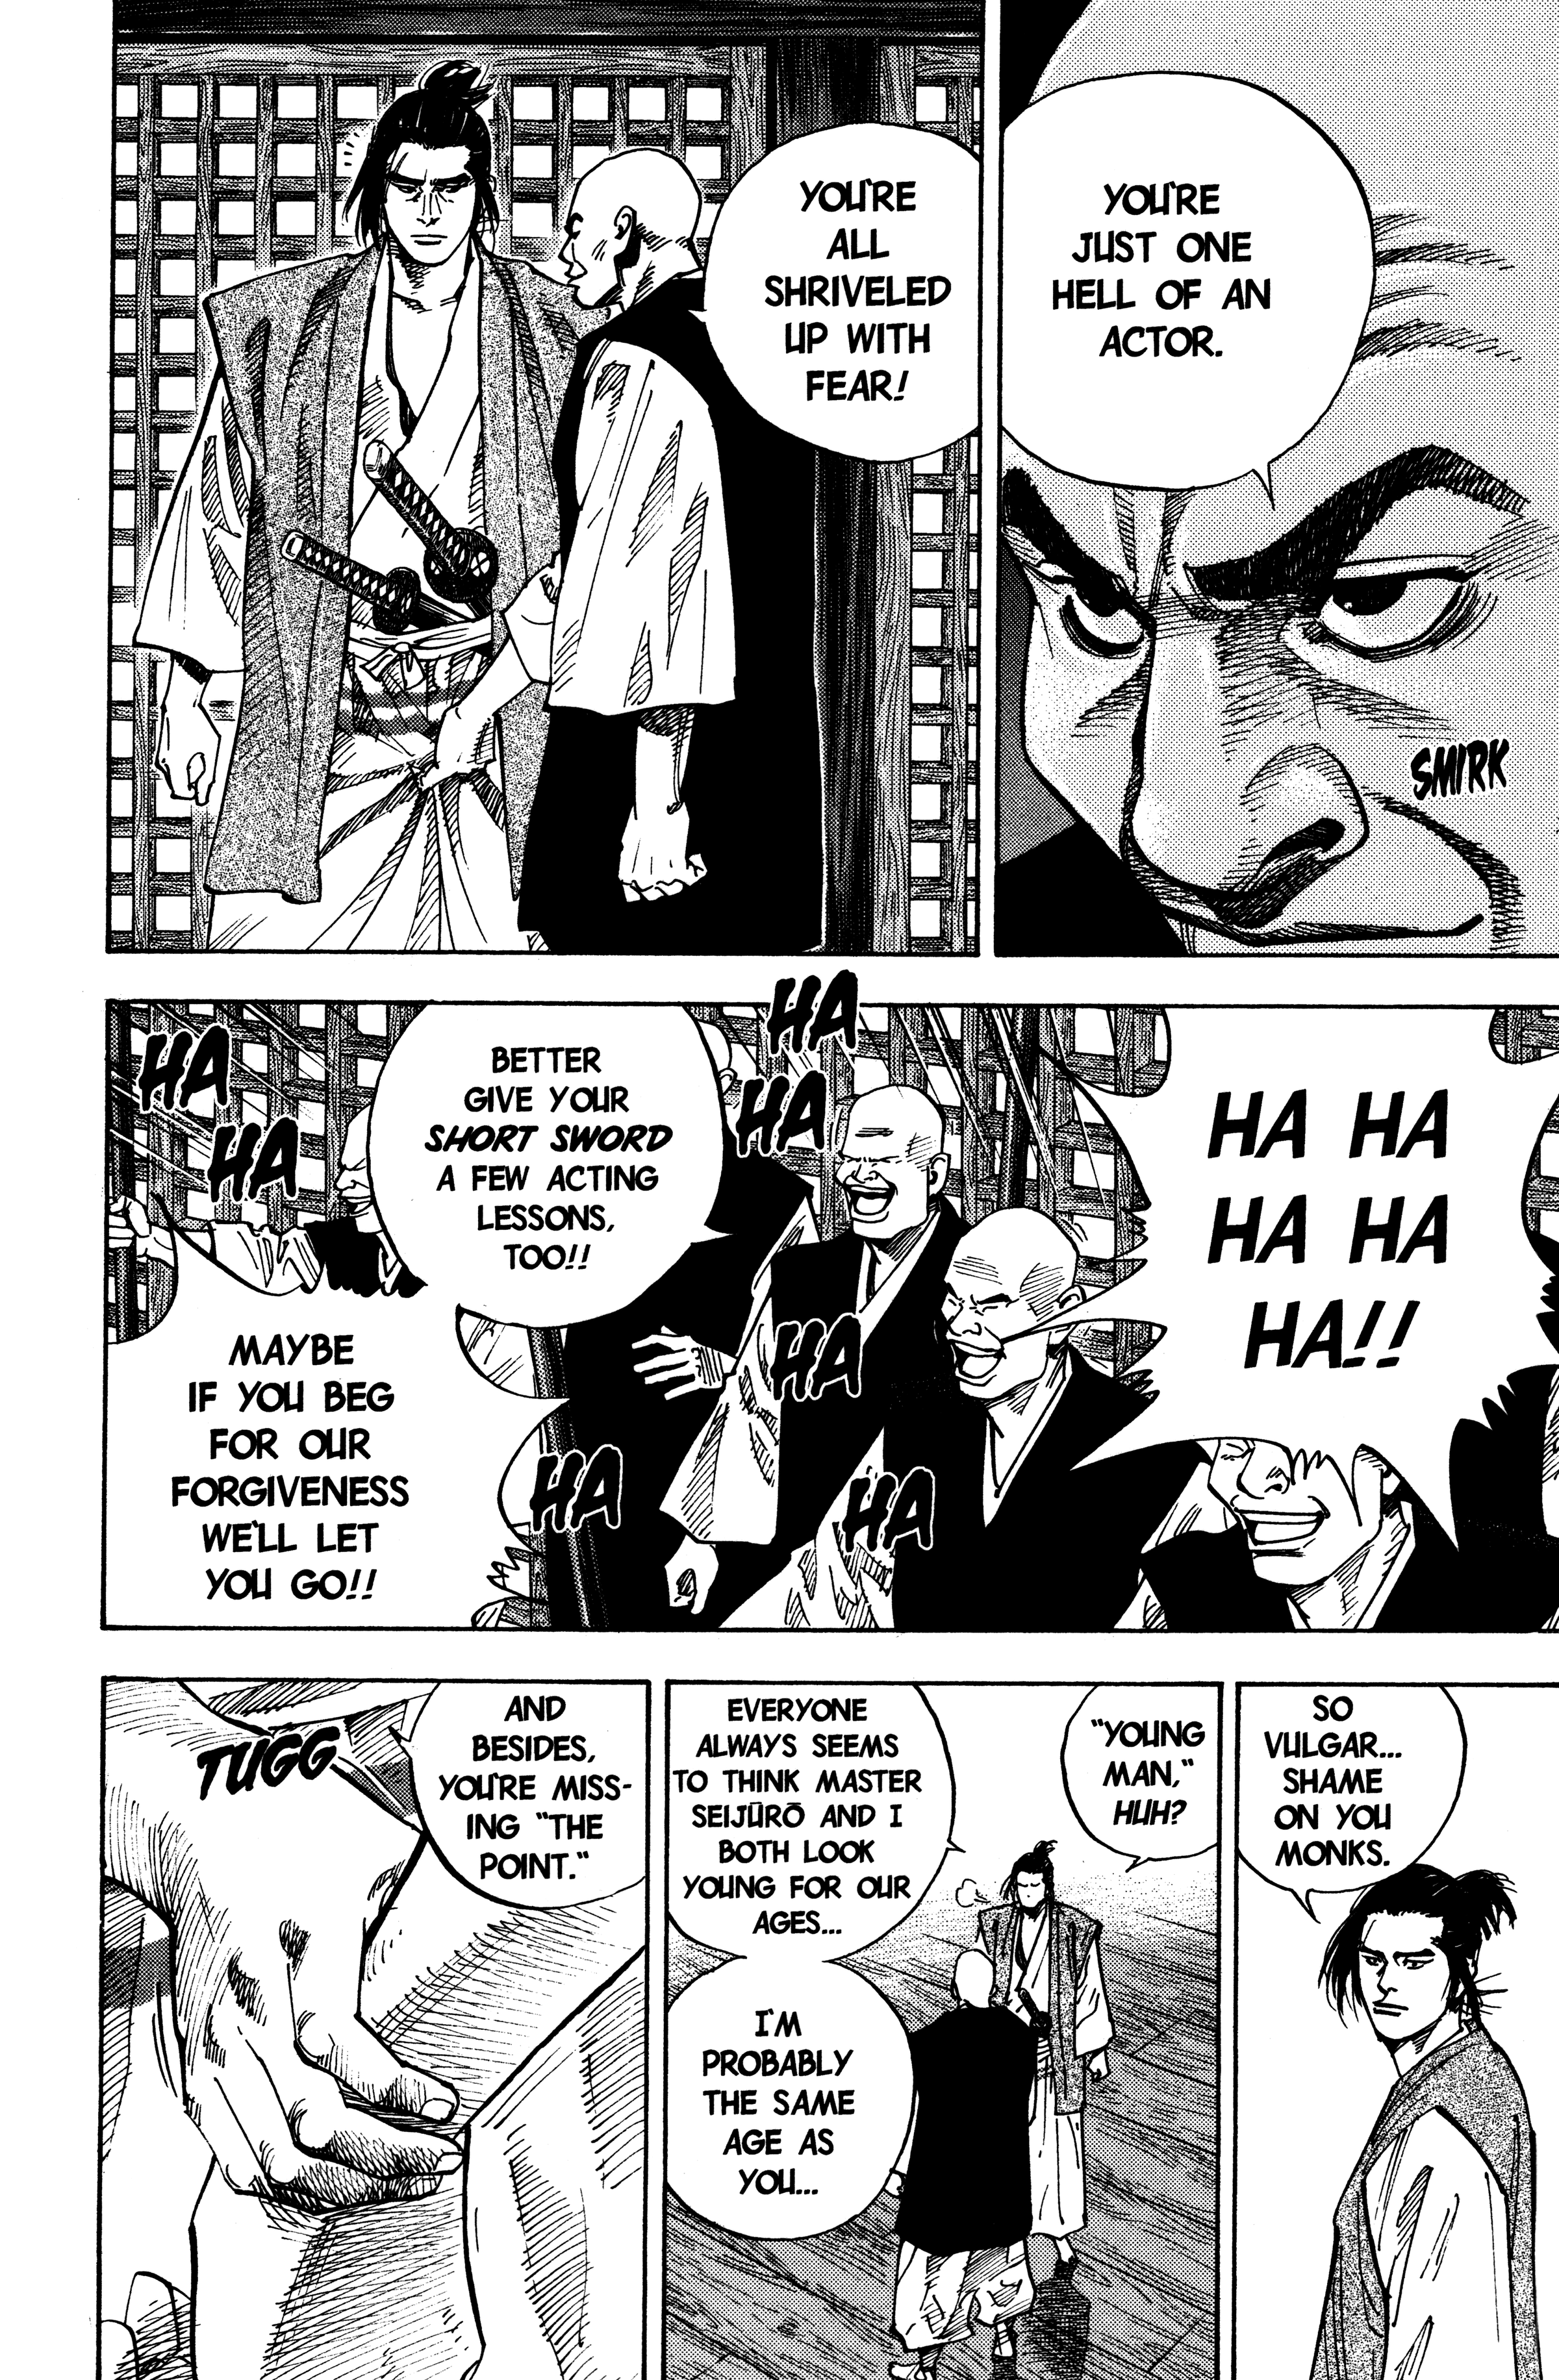 YOU'RE
JUST ONE
HELL OF AN
ACTOR.
SMIRK
YOU'RE
ALL
SHRIVELED
UP WITH
FEAR!
HA HA
HA HA
HA!!
HA
HA
HA
HA
BETTER
GIVE YOUR
SHORT SWORD
A FEW ACTING
LESSONS,
TOO!!
HA
HA
HA
MAYBE
IF YOU BEG
FOR OUR
FORGIVENESS
WE'LL LET
YOU GO!!
SO
VULGAR...
SHAME
ON YOU
MONKS.
"YOUNG
MAN,"
HUH?
EVERYONE
ALWAYS SEEMS
TO THINK MASTER
SEIJŪRŌ AND I
BOTH LOOK
YOUNG FOR OUR
AGES...
I'M
PROBABLY
THE SAME
AGE AS
YOU...
AND
BESIDES,
YOU'RE MISS-
ING "THE
POINT."
TUGG